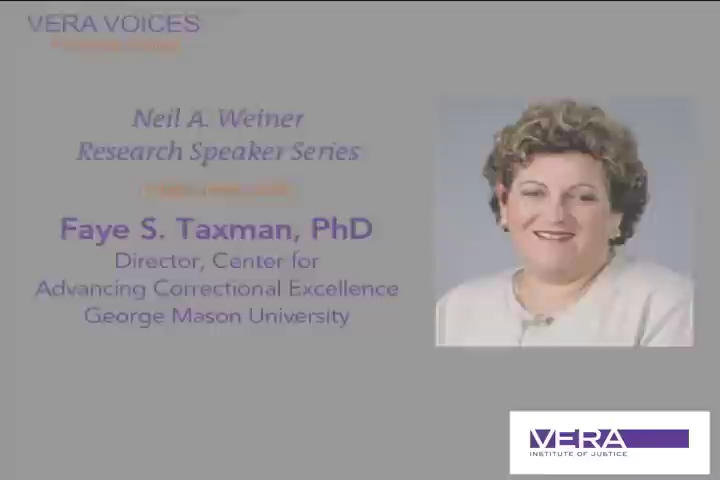 VERA VOICES
Neil A. Weiner
Research Speaker Series
Faye S. Taxman, PhD
Director, Center for
Advancing Correctional Excellence
George Mason University
VERA
INSTITUTE OF JUSTICE